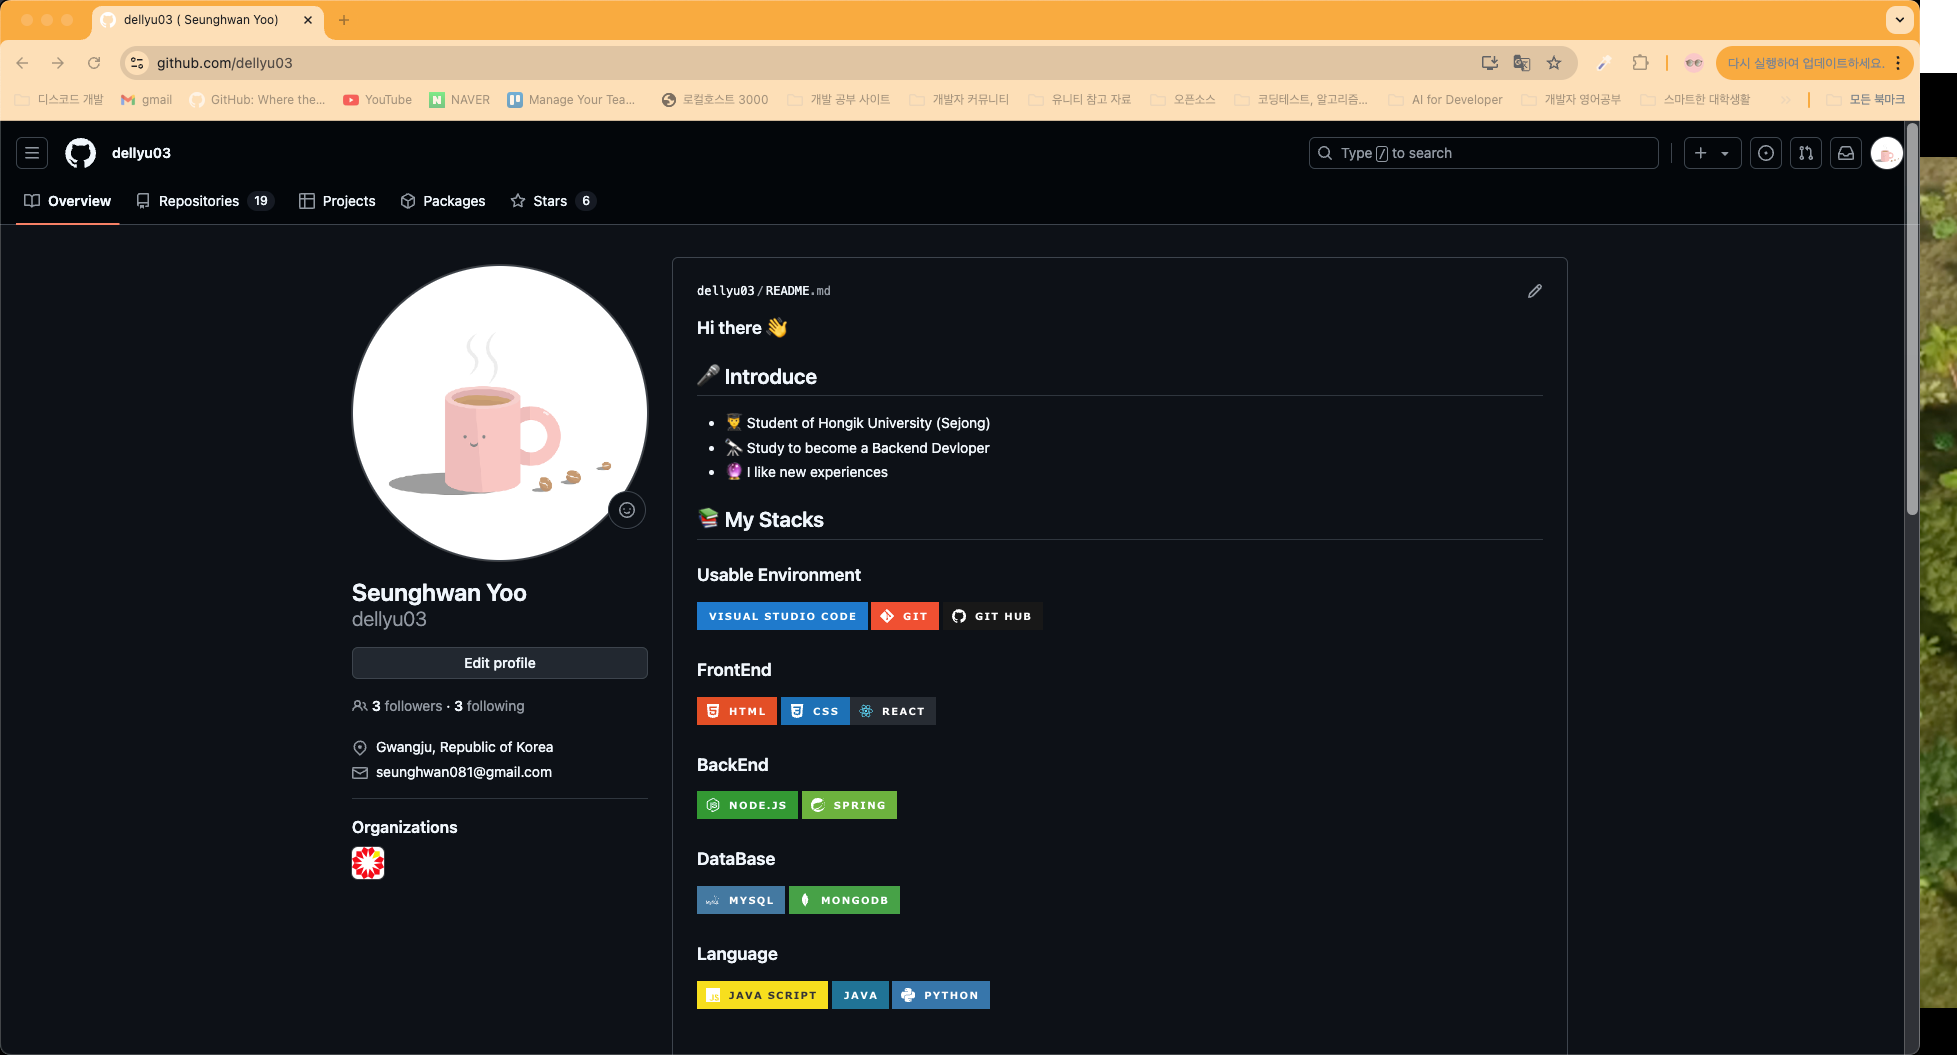 dellyu03 ( Seunghwan Yoo)
github.com/dellyu03
다시 실행하여 업데이트하세요.
디스코드 개발 gmail GitHub: Where the... YouTube NAVER Manage Your Tea... 로컬호스트 3000 개발 공부 사이트 개발자 커뮤니티 유니티 참고 자료 오픈소스 코딩테스트, 알고리즘... AI for Developer 개발자 영어공부 스마트한 대학생활 » 모든 북마크
dellyu03
Type / to search
Overview Repositories 19 Projects Packages Stars 6
Seunghwan Yoo
dellyu03
Edit profile
3 followers · 3 following
Gwangju, Republic of Korea
seunghwan081@gmail.com
Organizations
dellyu03/README.md
Hi there 👋
🎤 Introduce
👨‍🎓 Student of Hongik University (Sejong)
🔭 Study to become a Backend Devloper
🔮 I like new experiences
📚 My Stacks
Usable Environment
VISUAL STUDIO CODE GIT GIT HUB
FrontEnd
HTML CSS REACT
BackEnd
NODE.JS SPRING
DataBase
MYSQL MONGODB
Language
JAVA SCRIPT JAVA PYTHON